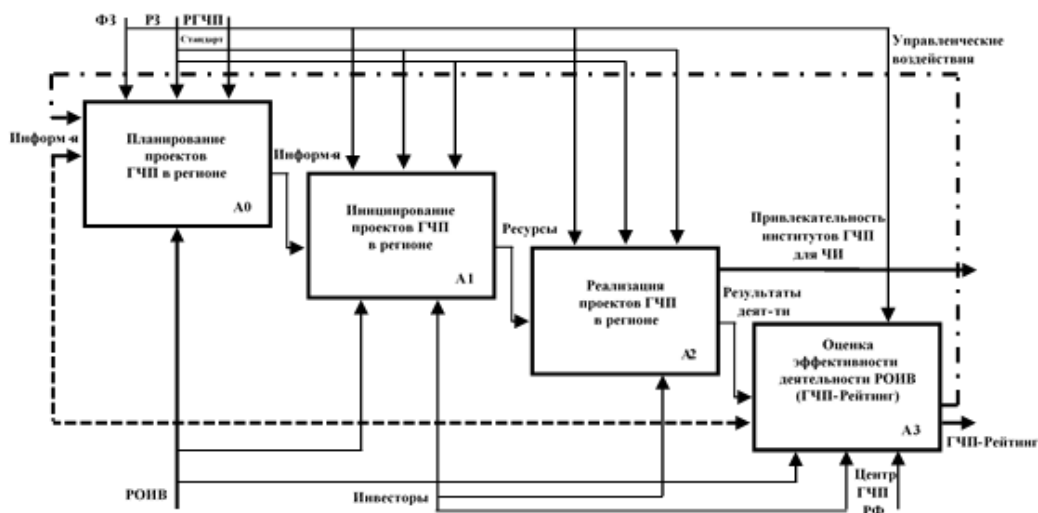 ФЗ РЗ РГЧП
Стандарт
Управленческие
воздействия
Информ-я
Планирование
проектов
ГЧП в регионе
А0
Информ-я
Инициирование
проектов ГЧП
в регионе
А1
Ресурсы
Реализация
проектов ГЧП
в регионе
А2
Привлекательность
институтов ГЧП
для ЧИ
Результаты
деят-ти
Оценка
эффективности
деятельности РОИВ
(ГЧП-Рейтинг)
А3
ГЧП-Рейтинг
РОИВ
Инвесторы
Центр
ГЧП
РФ